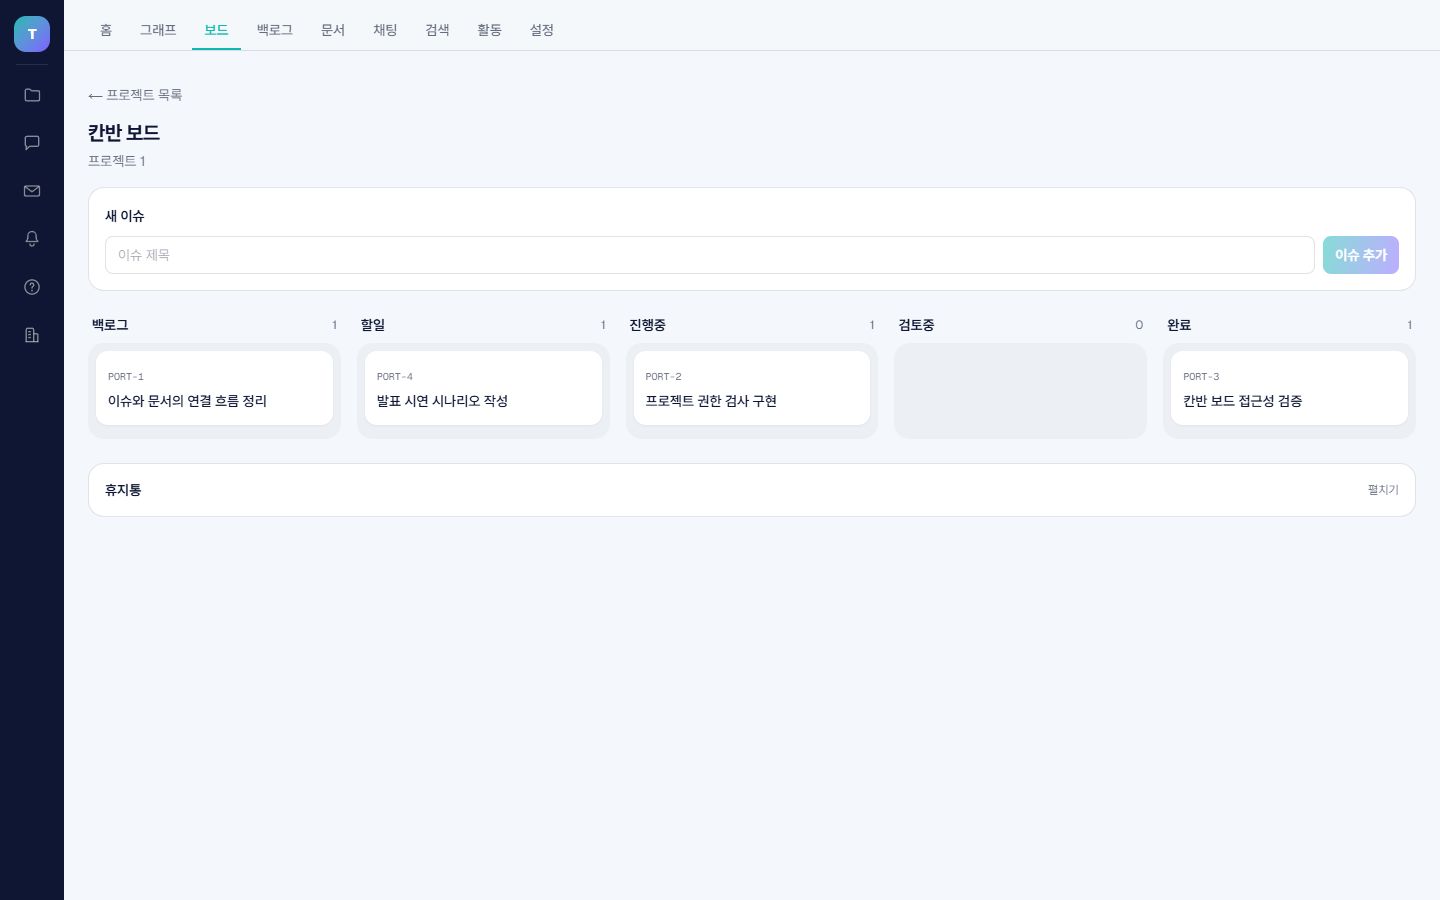 T
홈 그래프 보드 백로그 문서 채팅 검색 활동 설정
← 프로젝트 목록
칸반 보드
프로젝트 1
새 이슈
이슈 제목 이슈 추가
백로그 1 할일 1 진행중 1 검토중 0 완료 1
PORT-1 PORT-4 PORT-2 PORT-3
이슈와 문서의 연결 흐름 정리 발표 시연 시나리오 작성 프로젝트 권한 검사 구현 칸반 보드 접근성 검증
휴지통 펼치기